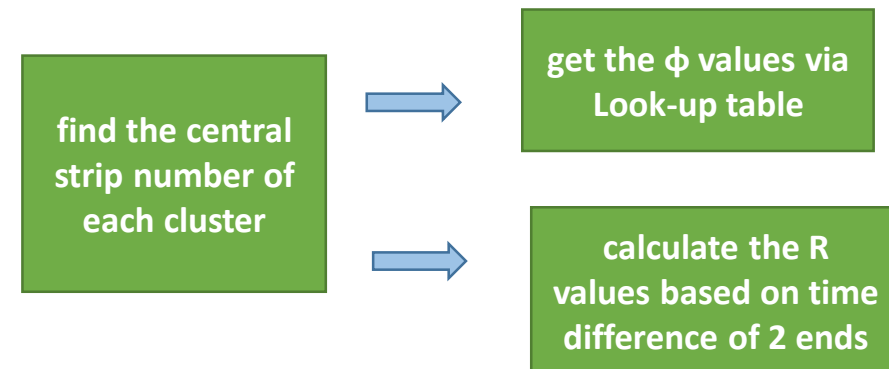 find the central
strip number of
each cluster
get the ϕ values via
Look-up table
calculate the R
values based on time
difference of 2 ends